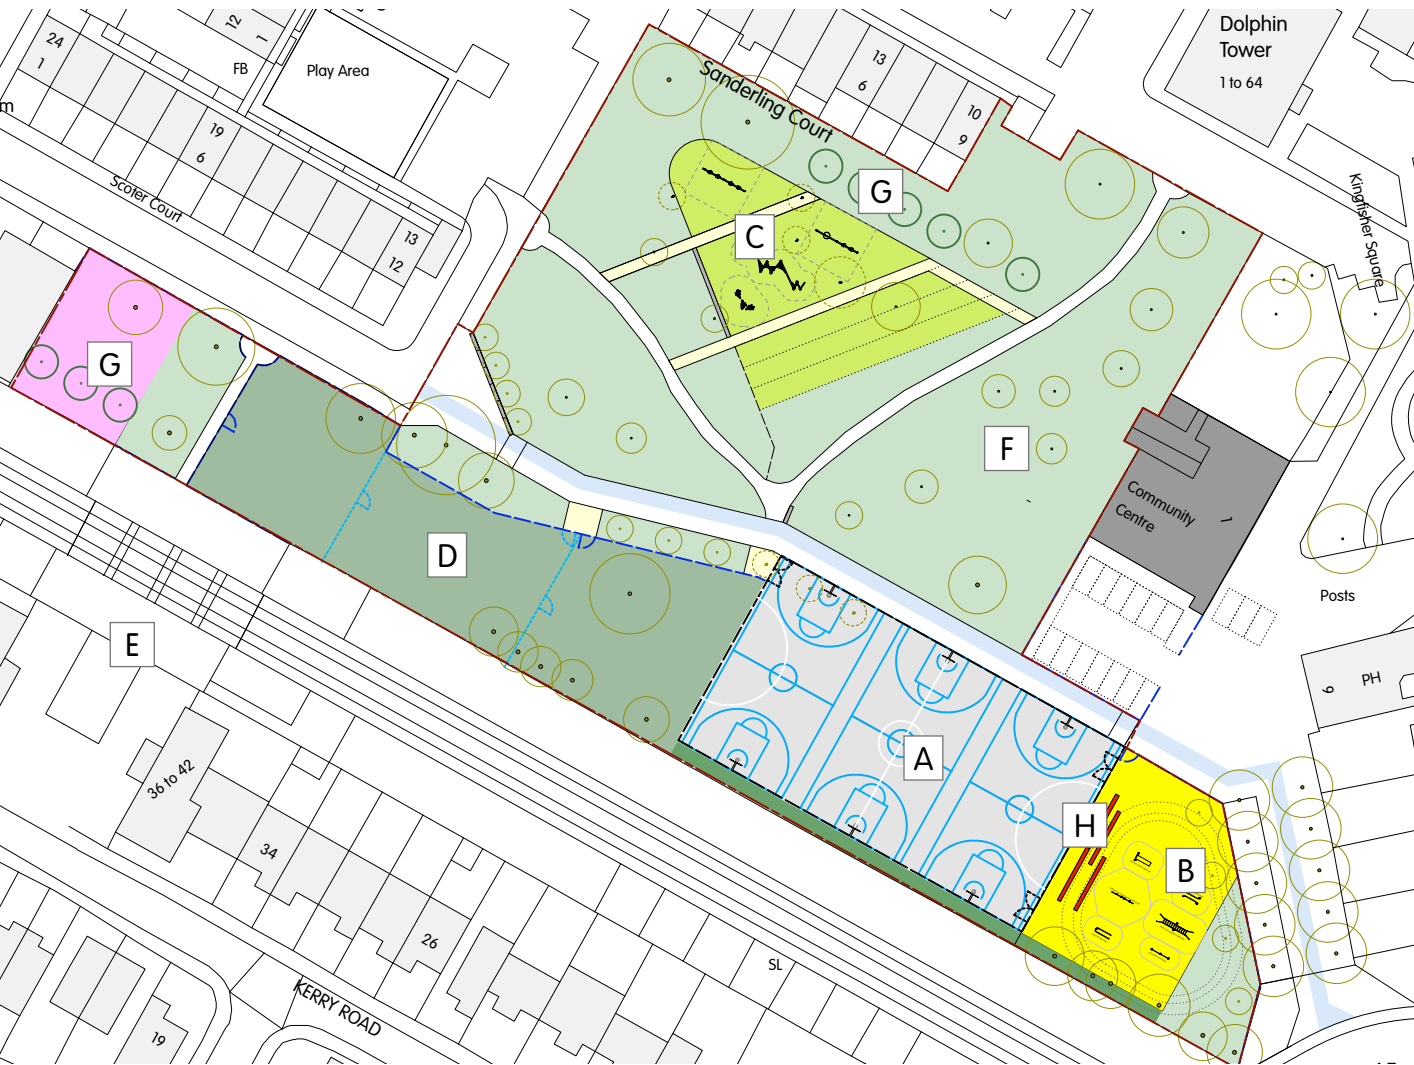 24
1
12
1
FB
Play Area
m
19
6
Scoter Court
13
12
Sanderling Court
13
6
10
9
Dolphin
Tower
1 to 64
Kingfisher Square
G
C
G
F
Community
Centre
1
Posts
D
E
PH
9
A
H
B
36 to 42
34
26
SL
KERRY ROAD
19